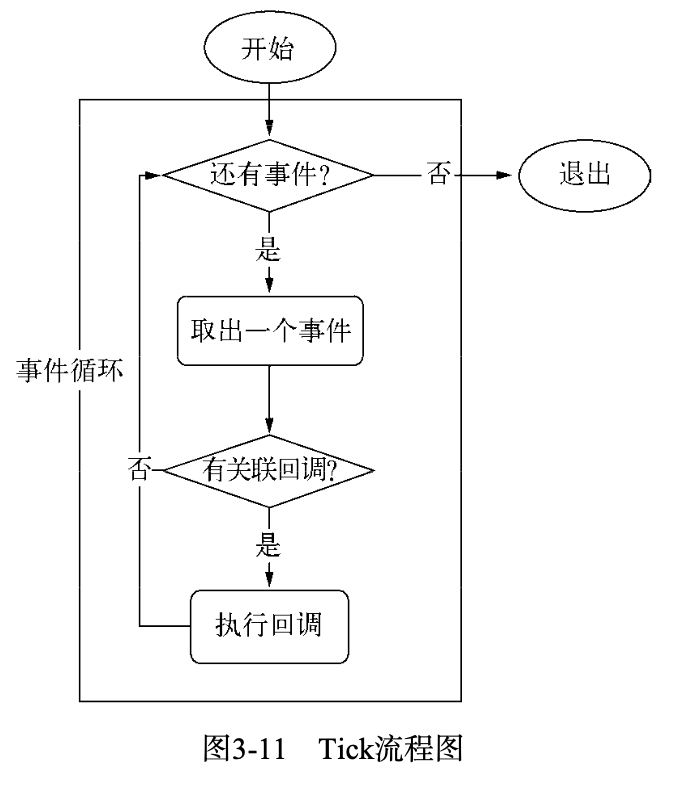 开始
还有事件?
否
退出
是
取出一个事件
事件循环
有关联回调?
否
是
执行回调
图3-11 Tick流程图